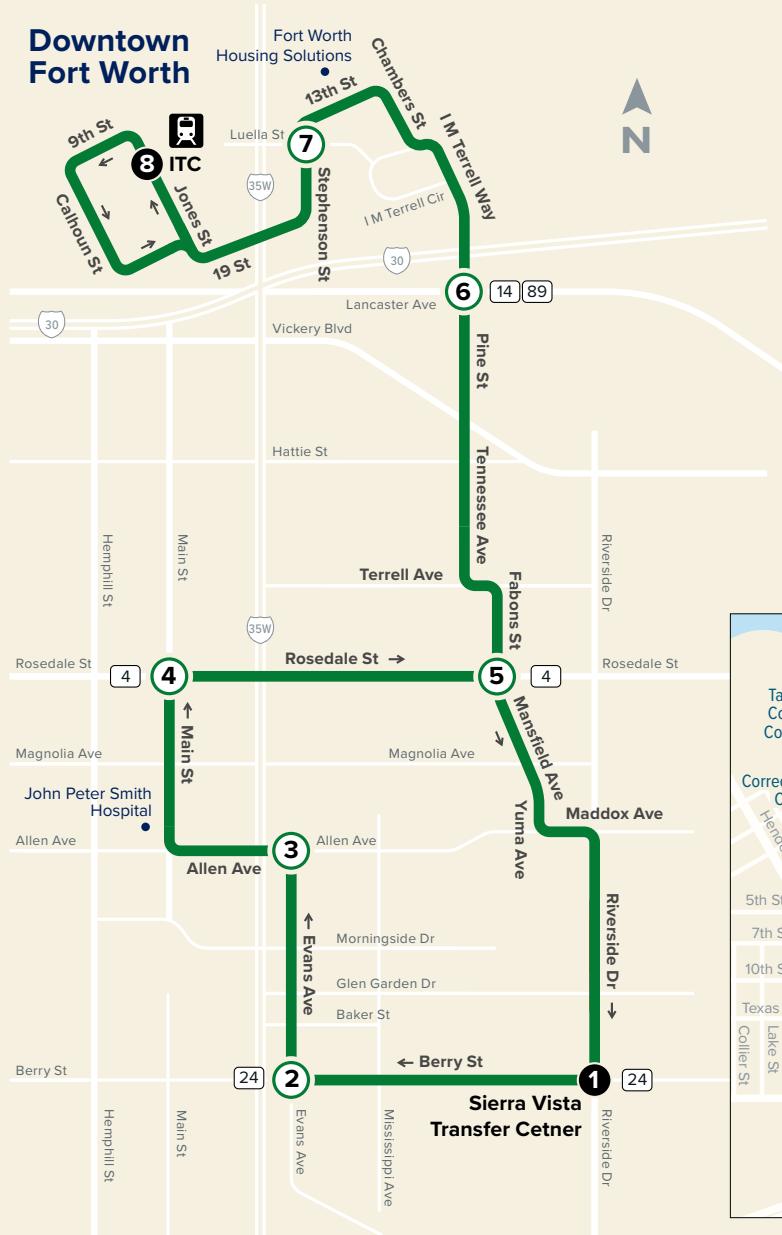 Downtown
Fort Worth
Fort Worth
Housing Solutions
13th St
Chambers St
I M Terrell Way
N
9th St
8 ITC
Luella St
7
35W
Calhoun St
Jones St
Stephenson St
I M Terrell Cir
19 St
30
6 14 89
Lancaster Ave
30
Vickery Blvd
Pine St
Hattie St
Tennessee Ave
Hemphill St
Main St
Riverside Dr
Terrell Ave
Fabons St
35W
Rosedale St
4
4
Rosedale St →
5
4
Rosedale St
Magnolia Ave
Main St
Magnolia Ave
Mansfield Ave
John Peter Smith
Hospital
Yuma Ave
Maddox Ave
Allen Ave
3
Allen Ave
Allen Ave
Riverside Dr
Evans Ave
Morningside Dr
Glen Garden Dr
Baker St
Berry St
24
2
← Berry St
1
24
Sierra Vista
Transfer Cetner
Hemphill St
Main St
Evans Ave
Mississippi Ave
Riverside Dr
Ta
Co
Co
Corre
C
Hende
5th St
7th S
10th S
Texas
Collier St
Lake St